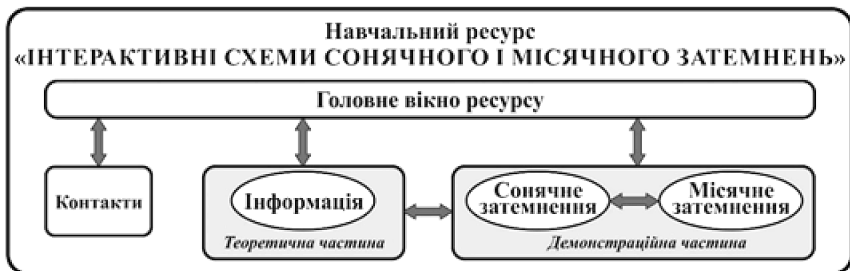 Навчальний ресурс
«ІНТЕРАКТИВНІ СХЕМИ СОНЯЧНОГО І МІСЯЧНОГО ЗАТЕМНЕНЬ»
Головне вікно ресурсу
Контакти
Інформація
Теоретична частина
Сонячне
затемнення
Місячне
затемнення
Демонстраційна частина